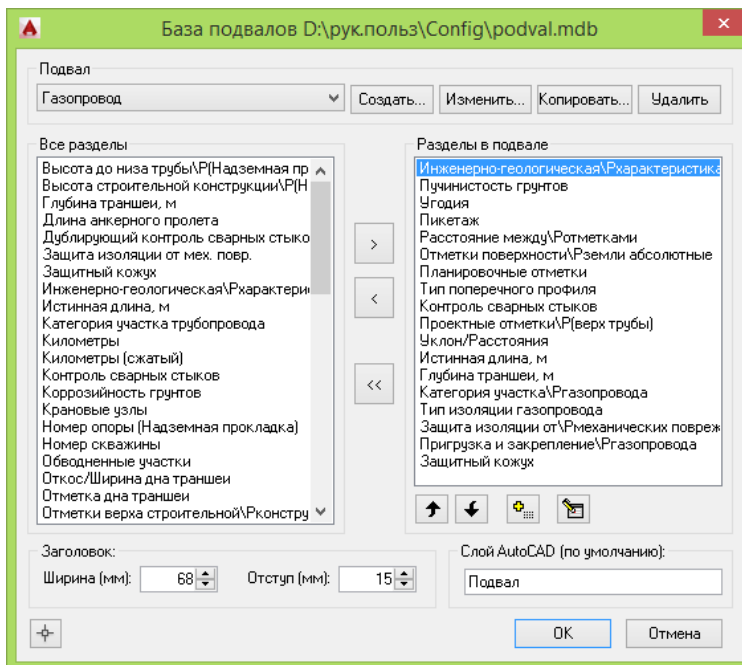 База подвалов D:\рук.польз\Config\podval.mdb
Подвал
Газопровод
Создать...
Изменить...
Копировать...
Удалить
Все разделы
Высота до низа трубы\P(Надземная пр
Высота строительной конструкции\P(Н
Глубина траншеи, м
Длина анкерного пролета
Дублирующий контроль сварных стыко
Защита изоляции от мех. повр.
Защитный кожух
Инженерно-геологическая\Pхарактери
Истинная длина, м
Категория участка трубопровода
Километры
Километры (сжатый)
Контроль сварных стыков
Коррозийность грунтов
Крановые узлы
Номер опоры (Надземная прокладка)
Номер скважины
Обводненные участки
Откос/Ширина дна траншеи
Отметка дна траншеи
Отметки верха строительной\Pконстру
>
<
<<
Разделы в подвале
Инженерно-геологическая\Pхарактеристика
Пучинистость грунтов
Угодия
Пикетаж
Расстояние между\Pотметками
Отметки поверхности\Pземли абсолютные
Планировочные отметки
Тип поперечного профиля
Контроль сварных стыков
Проектные отметки\P(верх трубы)
Уклон/Расстояния
Истинная длина, м
Глубина траншеи, м
Категория участка\Pгазопровода
Тип изоляции газопровода
Защита изоляции от\Pмеханических повреж
Пригрузка и закрепление\Pгазопровода
Защитный кожух
Заголовок:
Ширина (мм): 68
Отступ (мм): 15
Слой AutoCAD (по умолчанию):
Подвал
OK
Отмена